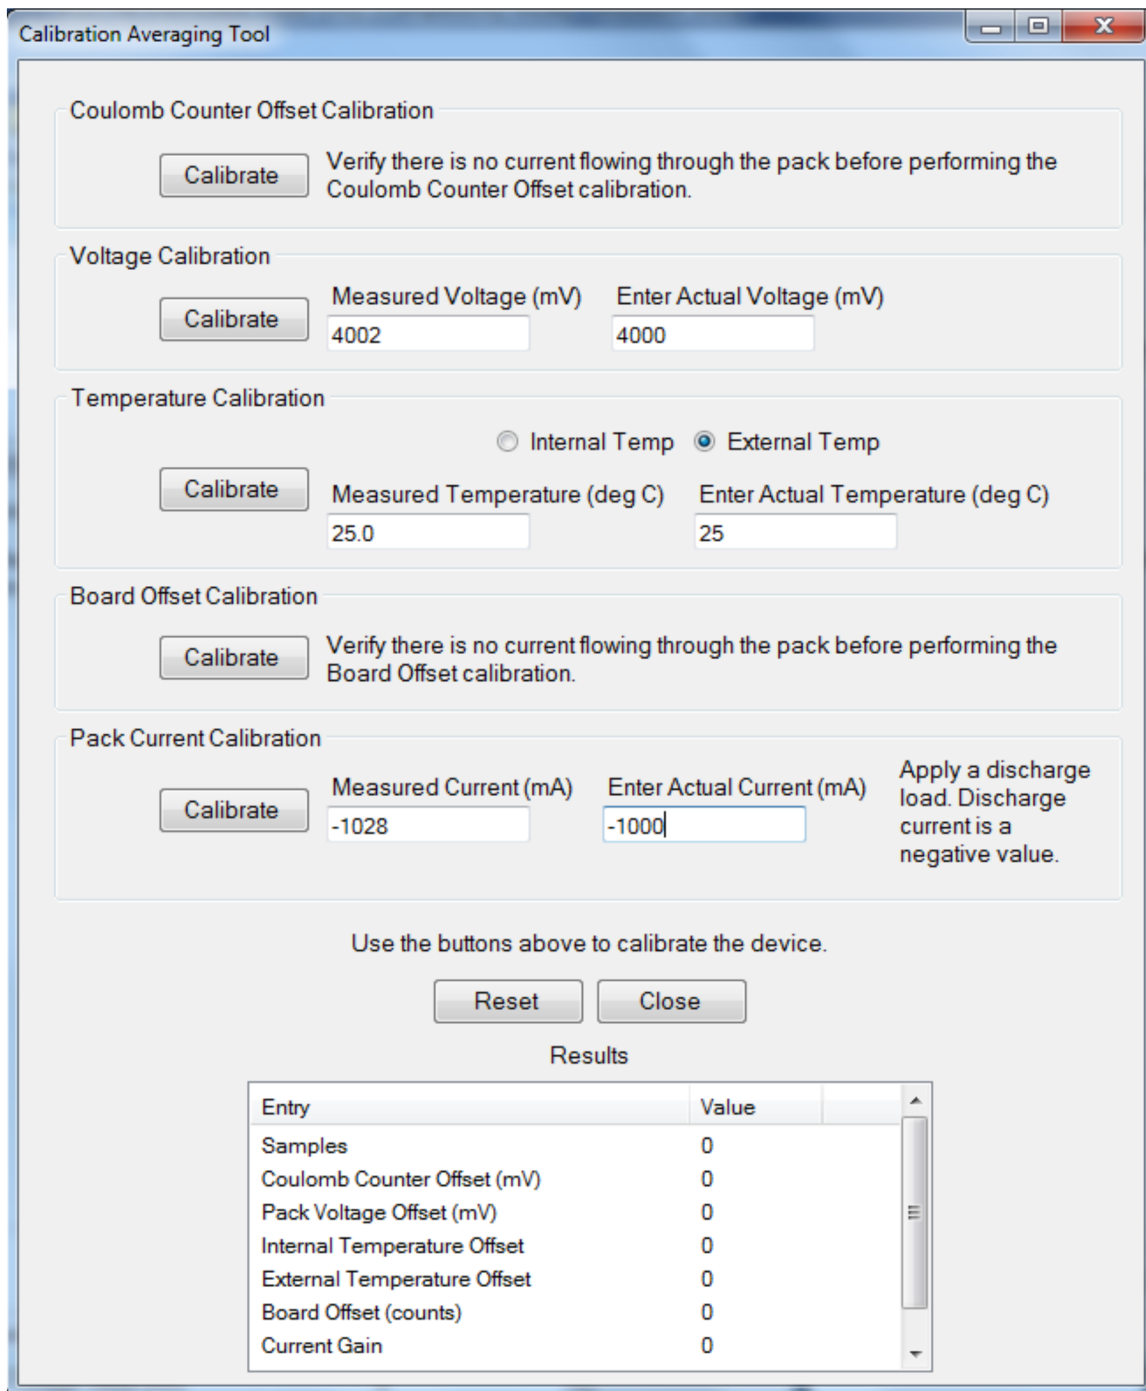 Calibration Averaging Tool
Coulomb Counter Offset Calibration
Calibrate
Verify there is no current flowing through the pack before performing the
Coulomb Counter Offset calibration.
Voltage Calibration
Measured Voltage (mV) Enter Actual Voltage (mV)
Calibrate
4002 4000
Temperature Calibration
Internal Temp External Temp
Calibrate
Measured Temperature (deg C) Enter Actual Temperature (deg C)
25.0 25
Board Offset Calibration
Calibrate
Verify there is no current flowing through the pack before performing the
Board Offset calibration.
Pack Current Calibration
Measured Current (mA) Enter Actual Current (mA)
Calibrate
-1028 -1000
Apply a discharge
load. Discharge
current is a
negative value.
Use the buttons above to calibrate the device.
Reset Close
Results
Entry Value
Samples 0
Coulomb Counter Offset (mV) 0
Pack Voltage Offset (mV) 0
Internal Temperature Offset 0
External Temperature Offset 0
Board Offset (counts) 0
Current Gain 0